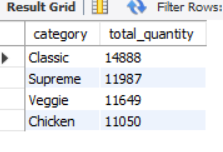 Result Grid Filter Rows:
category total_quantity
Classic 14888
Supreme 11987
Veggie 11649
Chicken 11050